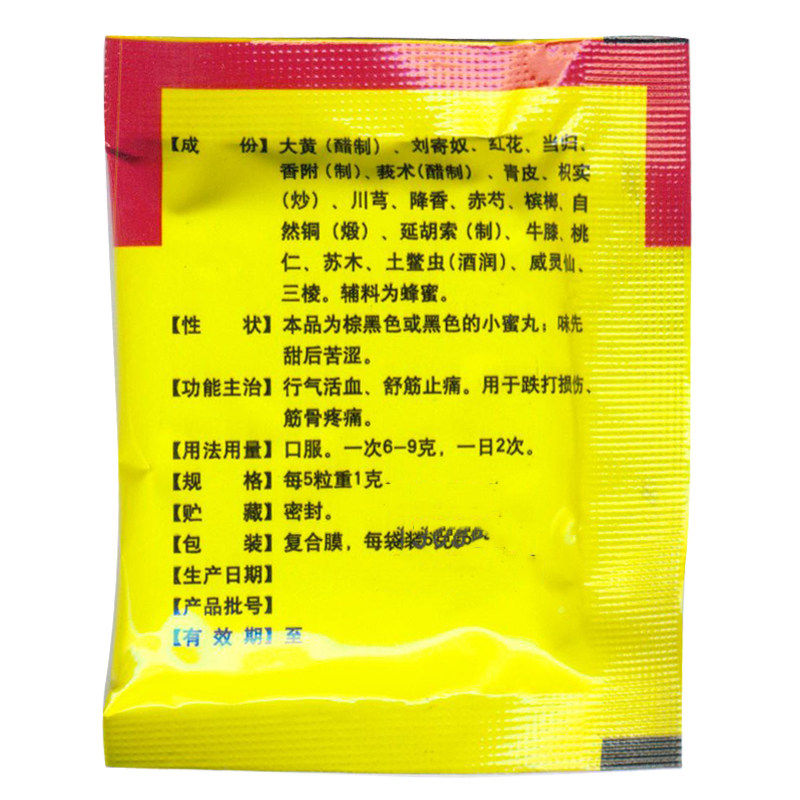 【成 份】大黄(醋制)、刘寄奴、红花、当归、
香附(制)、莪术(醋制)、青皮、枳实
(炒)、川芎、降香、赤芍、槟榔、自
然铜(煅)、延胡索(制)、牛膝、桃
仁、苏木、土鳖虫(酒润)、威灵仙、
三棱。辅料为蜂蜜。
【性 状】本品为棕黑色或黑色的小蜜丸;味先
甜后苦涩。
【功能主治】行气活血、舒筋止痛。用于跌打损伤、
筋骨疼痛。
【用法用量】口服。一次6-9克,一日2次。
【规 格】每5粒重1克
【贮 藏】密封。
【包 装】复合膜,每袋装
【生产日期】
【产品批号】
【有 效 期】至